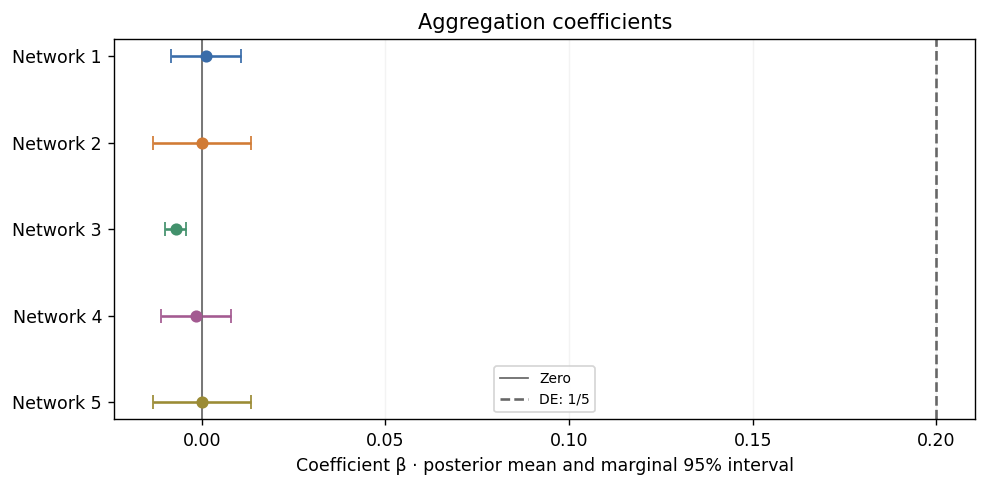 Aggregation coefficients
Network 1
Network 2
Network 3
Network 4
Network 5
Zero
DE: 1/5
0.00 0.05 0.10 0.15 0.20
Coefficient β · posterior mean and marginal 95% interval